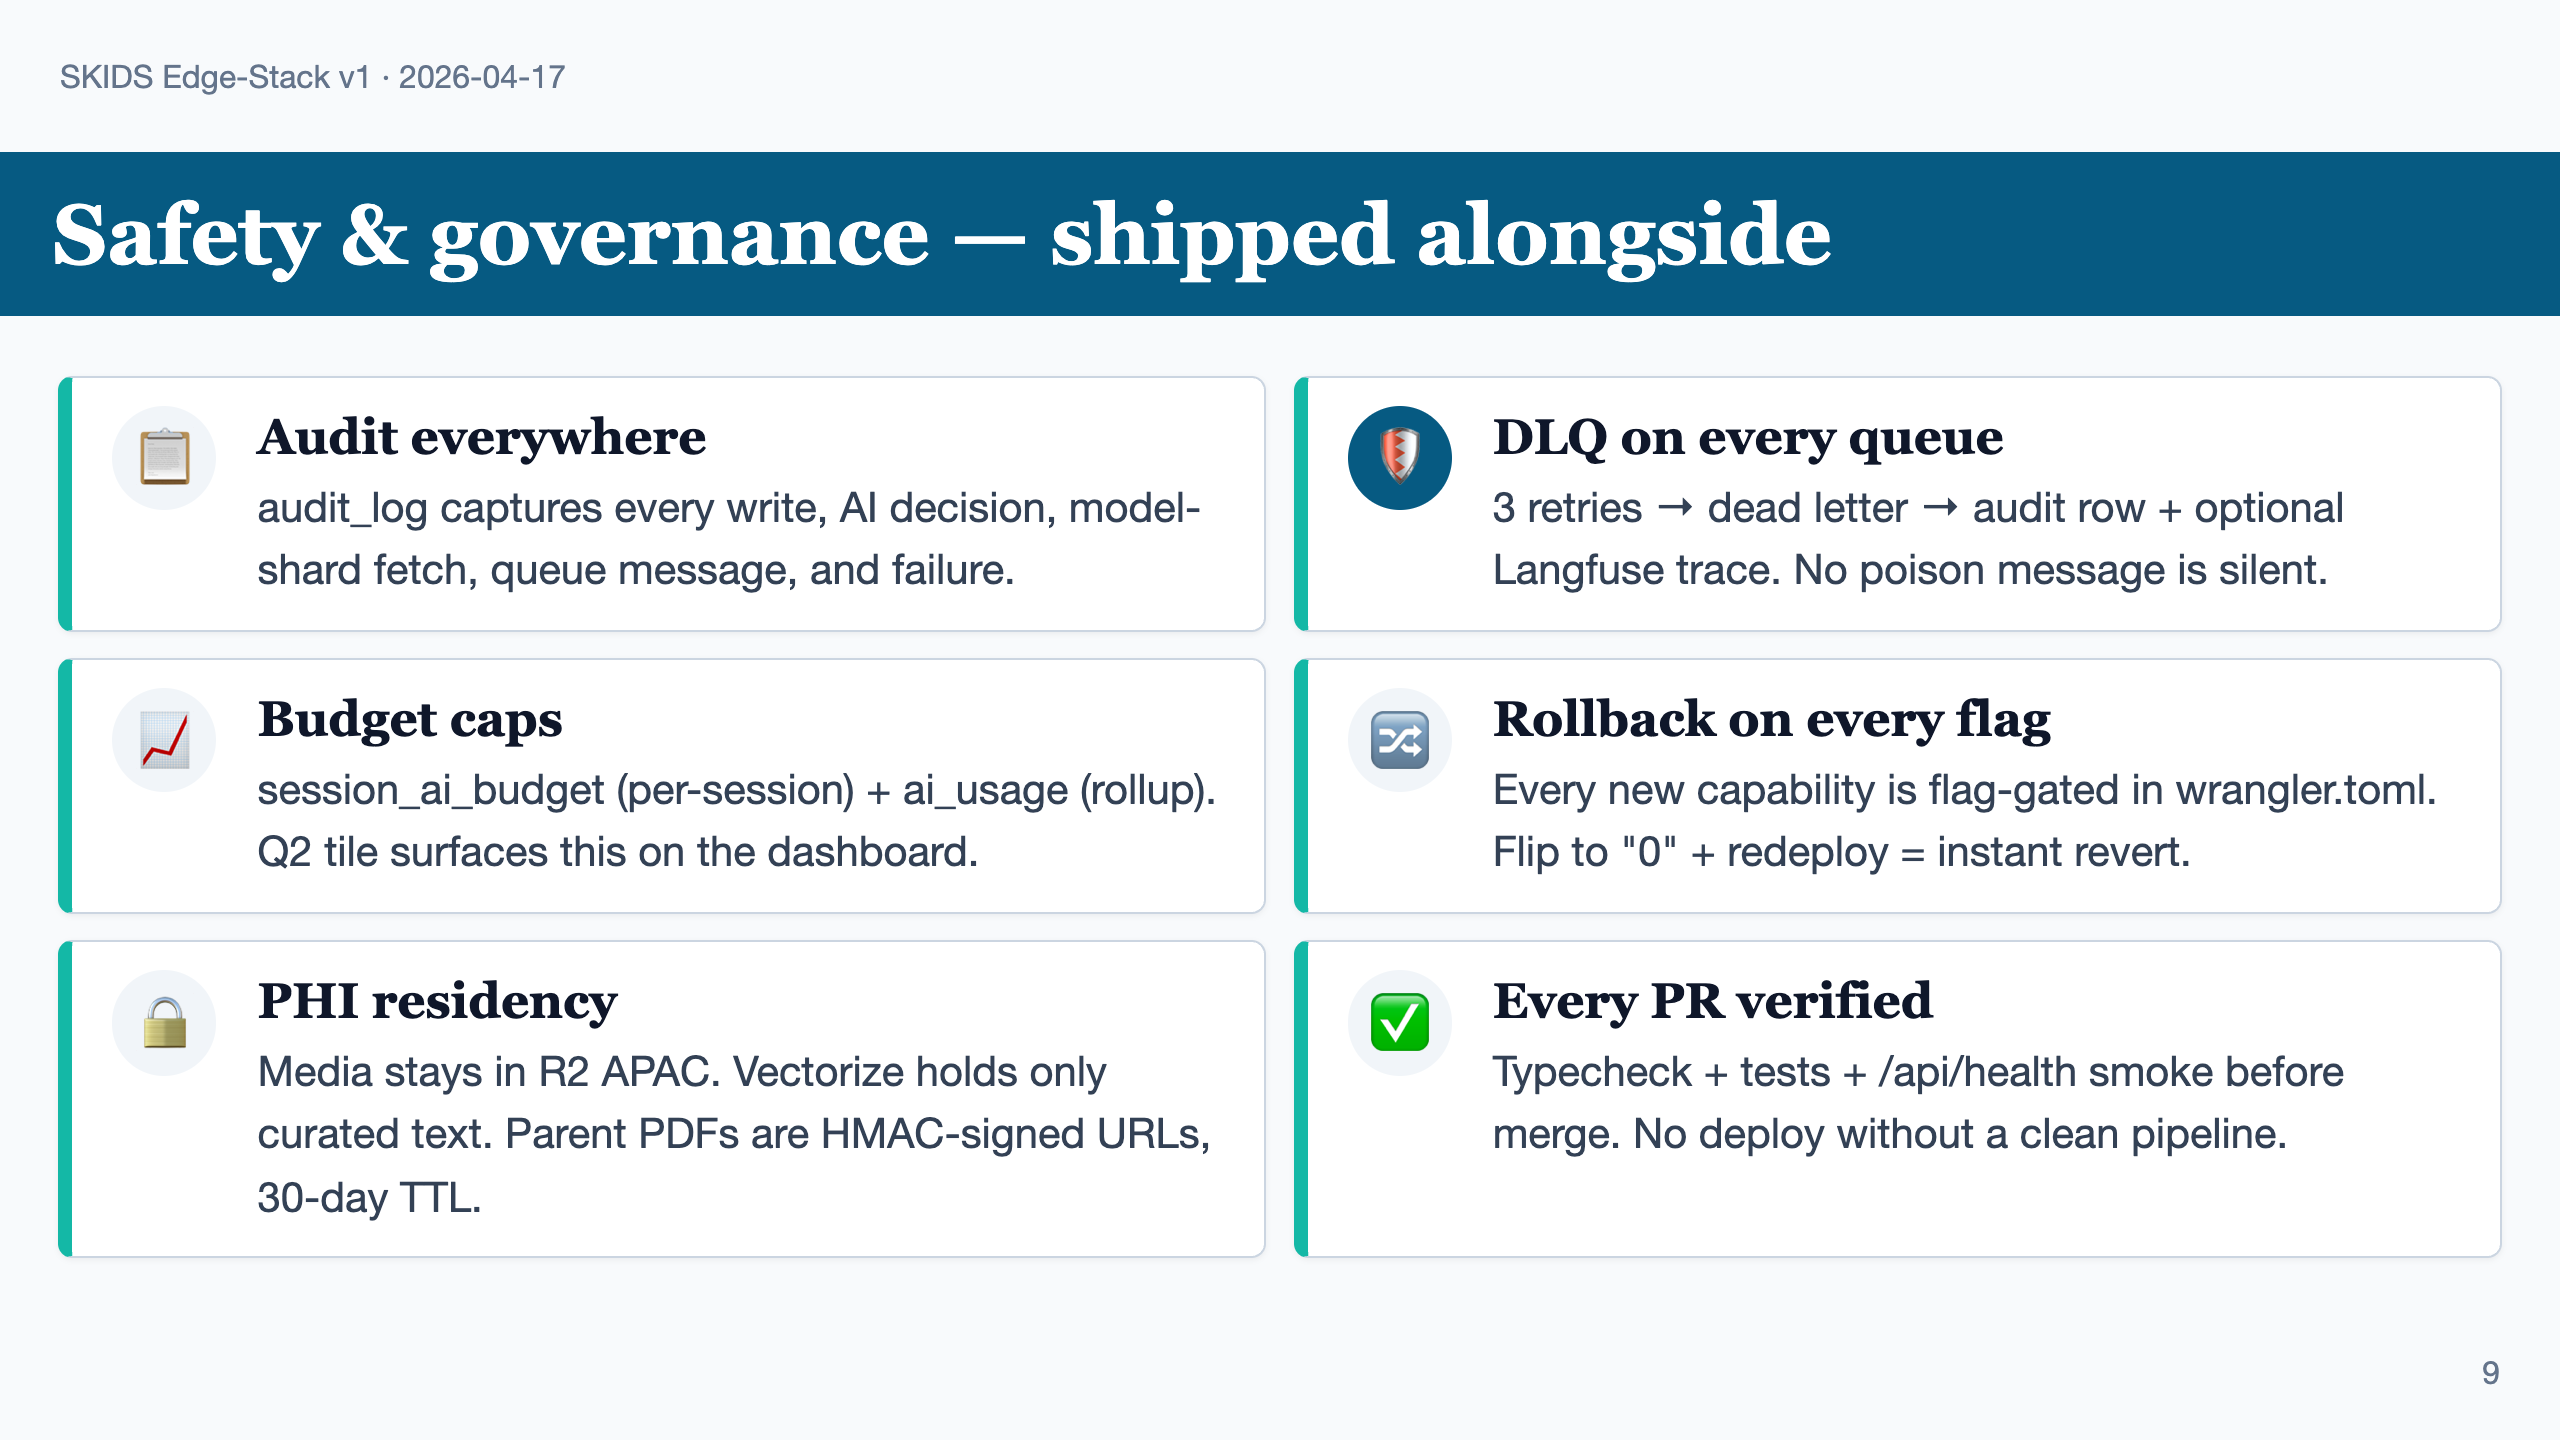 SKIDS Edge-Stack v1 · 2026-04-17
Safety & governance — shipped alongside
Audit everywhere
audit_log captures every write, AI decision, model-
shard fetch, queue message, and failure.
DLQ on every queue
3 retries → dead letter → audit row + optional
Langfuse trace. No poison message is silent.
Budget caps
session_ai_budget (per-session) + ai_usage (rollup).
Q2 tile surfaces this on the dashboard.
Rollback on every flag
Every new capability is flag-gated in wrangler.toml.
Flip to "0" + redeploy = instant revert.
PHI residency
Media stays in R2 APAC. Vectorize holds only
curated text. Parent PDFs are HMAC-signed URLs,
30-day TTL.
Every PR verified
Typecheck + tests + /api/health smoke before
merge. No deploy without a clean pipeline.
9